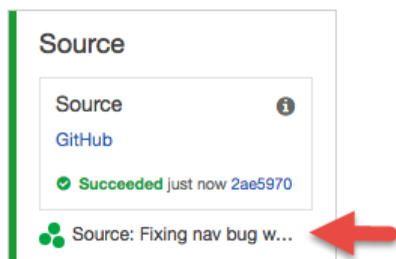 Source
Source
GitHub
Succeeded just now 2ae5970
Source: Fixing nav bug w...